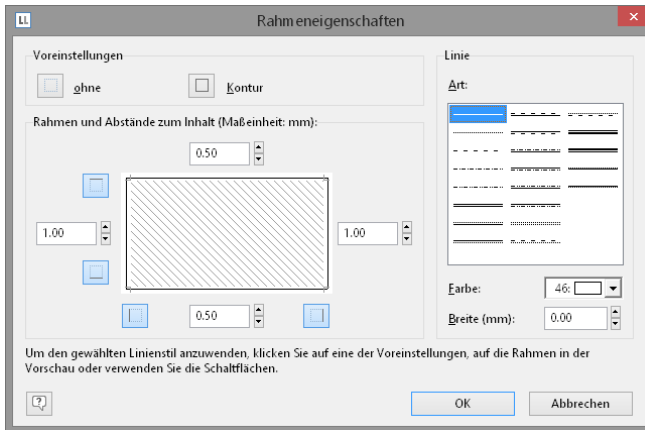 LL Rahmeneigenschaften ×
Voreinstellungen
ohne
Kontur
Rahmen und Abstände zum Inhalt (Maßeinheit: mm):
0.50
1.00
1.00
0.50
Linie
Art:
Farbe: 46:
Breite (mm): 0.00
Um den gewählten Linienstil anzuwenden, klicken Sie auf eine der Voreinstellungen, auf die Rahmen in der
Vorschau oder verwenden Sie die Schaltflächen.
?
OK
Abbrechen